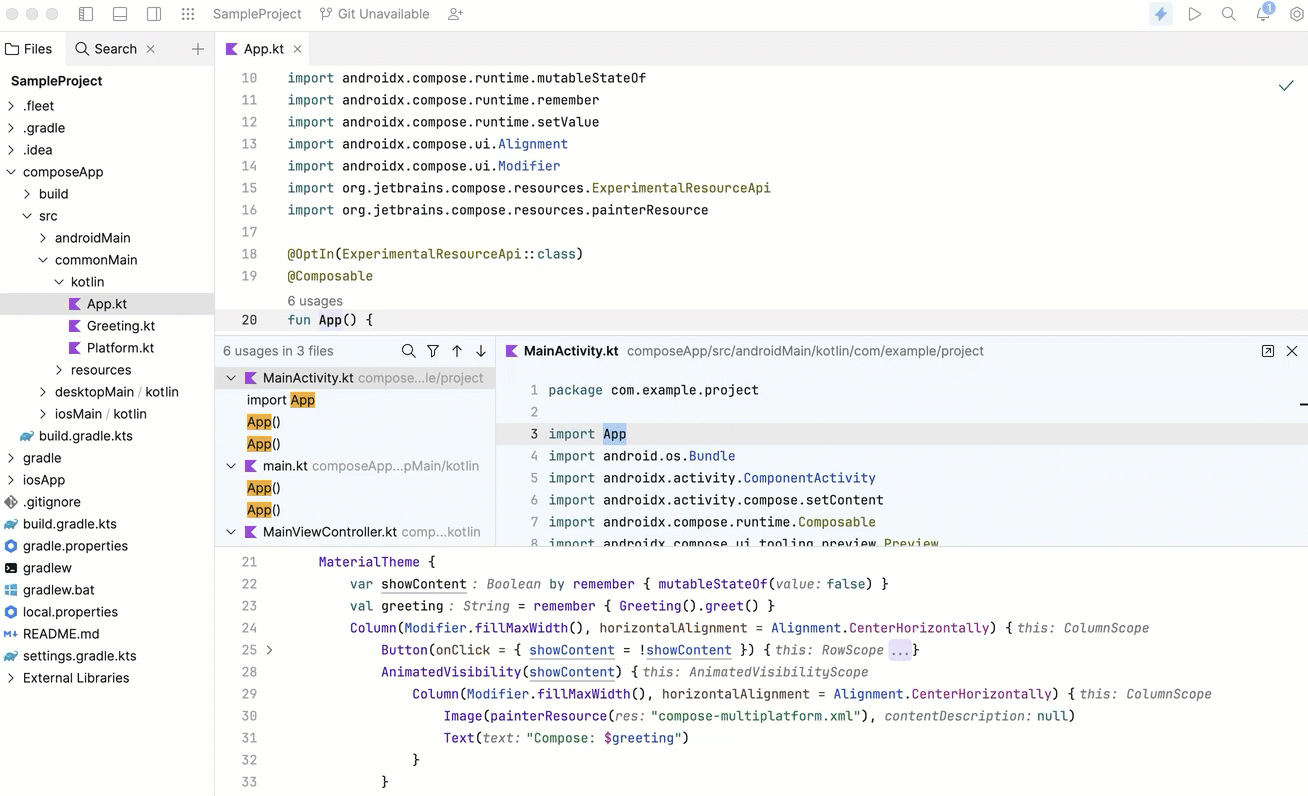 SampleProject Git Unavailable 1
Files Search App.kt
SampleProject
.fleet
.gradle
.idea
composeApp
build
src
androidMain
commonMain
kotlin
App.kt
Greeting.kt
Platform.kt
resources
desktopMain / kotlin
iosMain / kotlin
build.gradle.kts
gradle
iosApp
.gitignore
build.gradle.kts
gradle.properties
gradlew
gradlew.bat
local.properties
README.md
settings.gradle.kts
External Libraries
10 import androidx.compose.runtime.mutableStateOf
11 import androidx.compose.runtime.remember
12 import androidx.compose.runtime.setValue
13 import androidx.compose.ui.Alignment
14 import androidx.compose.ui.Modifier
15 import org.jetbrains.compose.resources.ExperimentalResourceApi
16 import org.jetbrains.compose.resources.painterResource
17
18 @OptIn(ExperimentalResourceApi::class)
19 @Composable
6 usages
20 fun App() {
6 usages in 3 files
MainActivity.kt compose...le/project
import App
App()
App()
main.kt composeApp...pMain/kotlin
App()
App()
MainViewController.kt comp...kotlin
MainActivity.kt composeApp/src/androidMain/kotlin/com/example/project
1 package com.example.project
2
3 import App
4 import android.os.Bundle
5 import androidx.activity.ComponentActivity
6 import androidx.activity.compose.setContent
7 import androidx.compose.runtime.Composable
8 import androidx.compose.ui.tooling.preview.Preview
21 MaterialTheme {
22 var showContent : Boolean by remember { mutableStateOf(value: false) }
23 val greeting : String = remember { Greeting().greet() }
24 Column(Modifier.fillMaxWidth(), horizontalAlignment = Alignment.CenterHorizontally) { this: ColumnScope
25 Button(onClick = { showContent = !showContent }) { this: RowScope ...}
28 AnimatedVisibility(showContent) { this: AnimatedVisibilityScope
29 Column(Modifier.fillMaxWidth(), horizontalAlignment = Alignment.CenterHorizontally) { this: ColumnScope
30 Image(painterResource(res: "compose-multiplatform.xml"), contentDescription: null)
31 Text(text: "Compose: $greeting")
32 }
33 }